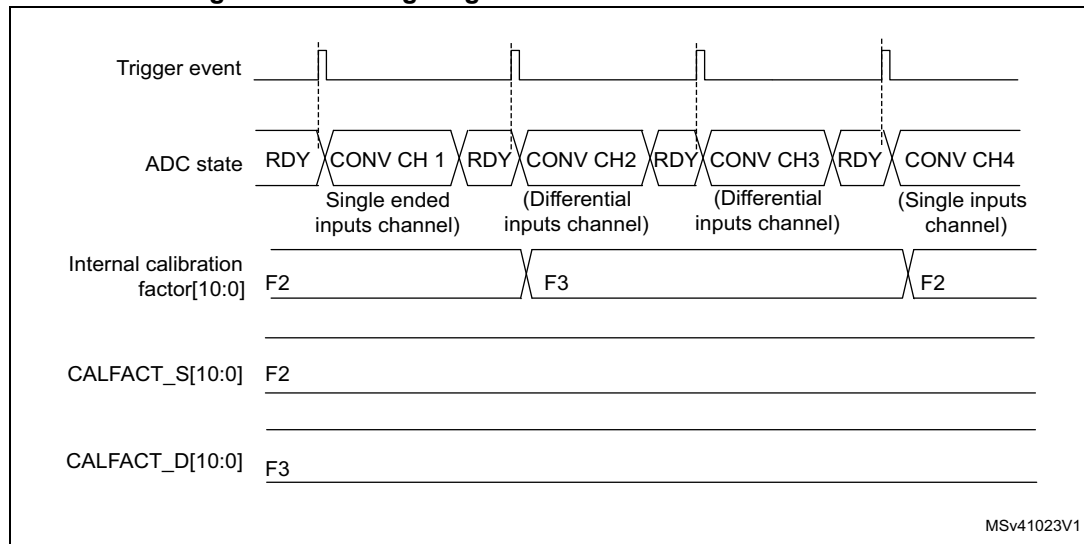 Trigger event
ADC state
RDY CONV CH 1 RDY CONV CH2 RDY CONV CH3 RDY CONV CH4
Single ended inputs channel)
(Differential inputs channel)
(Differential inputs channel)
(Single inputs channel)
Internal calibration factor[10:0]
F2 F3 F2
CALFACT_S[10:0] F2
CALFACT_D[10:0] F3
MSv41023V1